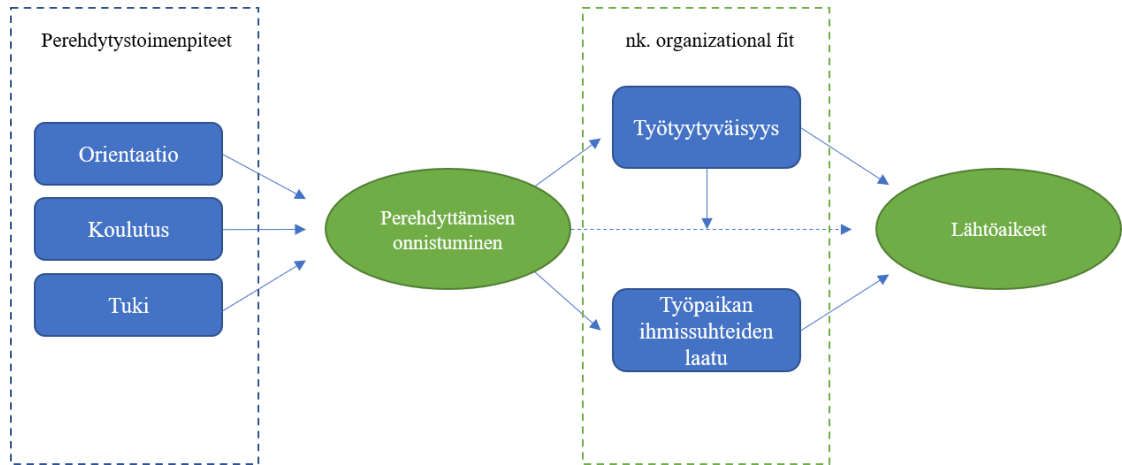 Perehdytystoimenpiteet
Orientaatio
Koulutus
Tuki
Perehdyttämisen
onnistuminen
nk. organizational fit
Työtyytyväisyys
Työpaikan
ihmissuhteiden
laatu
Lähtöaikeet